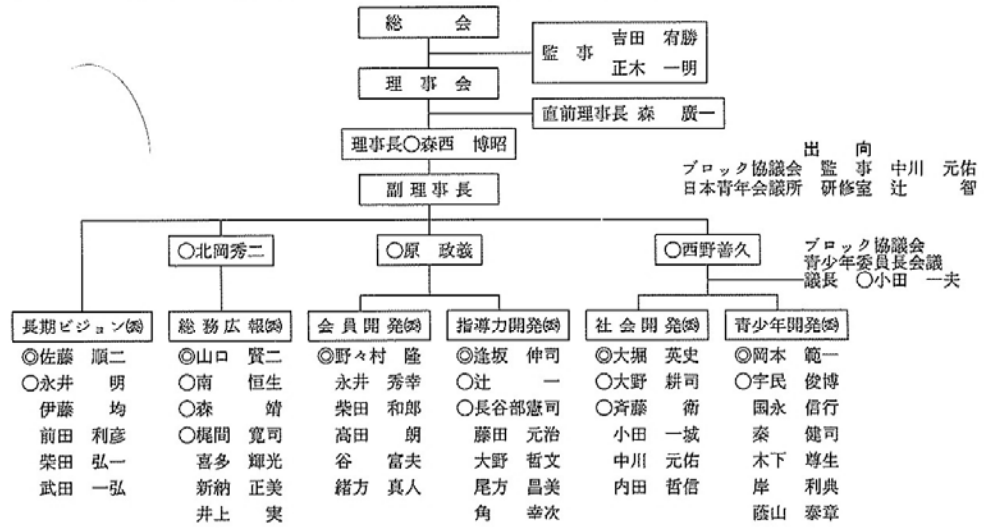 総会
監事 吉田 宥勝
正木 一明
理事会
直前理事長 森 廣一
理事長○森西 博昭
出向
ブロック協議会 監事 中川 元佑
日本青年会議所 研修室 辻 智
副理事長
○北岡秀二
○原 政義
○西野善久
ブロック協議会
青少年委員長会議
議長 ○小田 一夫
長期ビジョン㈫
◎佐藤 順二
○永井 明
伊藤 均
前田 利彦
柴田 弘一
武田 一弘
総務広報
◎山口 賢二
○南 恒生
○森 靖
○梶間 寛司
喜多 輝光
新納 正美
井上 実
会員開発
◎野々村 隆
永井 秀幸
柴田 和郎
高田 朗
谷 富夫
緒方 真人
指導力開発
◎逢坂 伸司
○辻 一
○長谷部憲司
藤田 元治
大野 哲文
尾方 昌美
角 幸次
社会開発
◎大堀 英史
○大野 耕司
○斉藤 衛
小田 一城
中川 元佑
内田 哲信
青少年開発
◎岡本 範一
○宇民 俊博
国永 信行
秦 健司
木下 尊生
岸 利典
蔭山 泰章